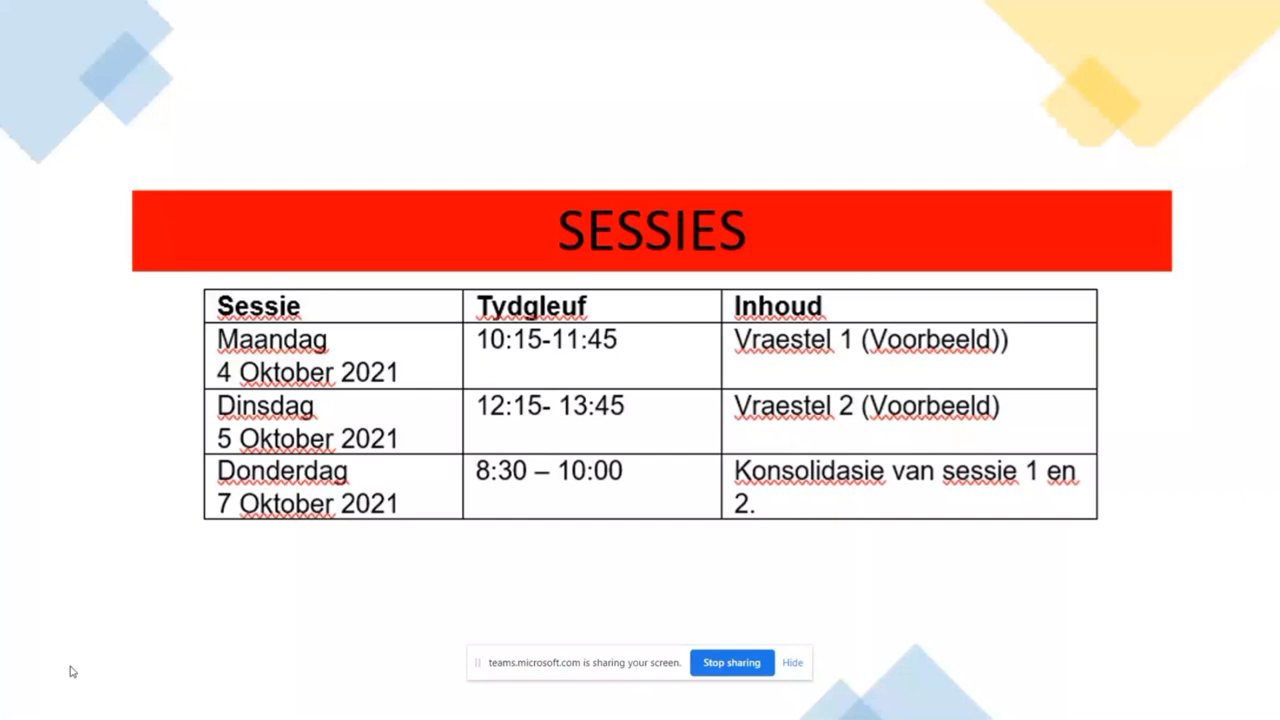 SESSIES
Sessie Tydgleuf Inhoud
Maandag 10:15-11:45 Vraestel 1 (Voorbeeld))
4 Oktober 2021
Dinsdag 12:15- 13:45 Vraestel 2 (Voorbeeld)
5 Oktober 2021
Donderdag 8:30 – 10:00 Konsolidasie van sessie 1 en
7 Oktober 2021 2.
teams.microsoft.com is sharing your screen. Stop sharing Hide